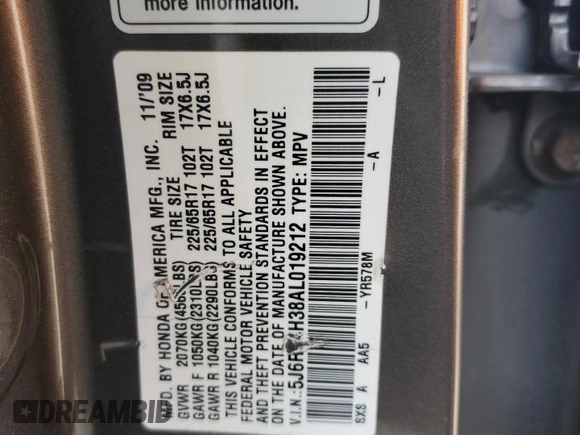 more information.
MFD. BY HONDA OF AMERICA MFG., INC. 11/'09
TIRE SIZE RIM SIZE
GVWR 2070KG
GAWR F 1050KG(2310LBS) 225/65R17 102T 17X6.5J
GAWR R 1040KG(2290LBS) 225/65R17 102T 17X6.5J
THIS VEHICLE CONFORMS TO ALL APPLICABLE
FEDERAL MOTOR VEHICLE SAFETY
AND THEFT PREVENTION STANDARDS IN EFFECT
ON THE DATE OF MANUFACTURE SHOWN ABOVE.
V.I.N.: TYPE: MPV
8X8 A AA5 -YR578M -A -L
DREAMBID